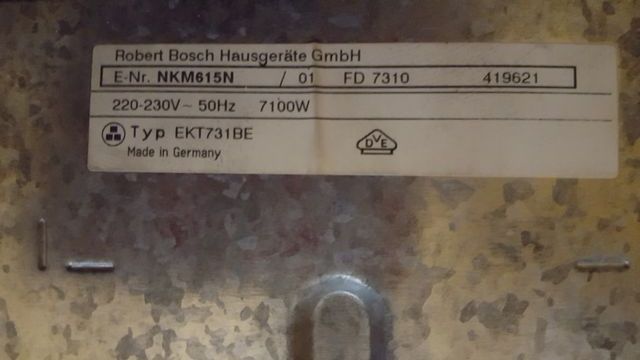 Robert Bosch Hausgeräte GmbH
E-Nr. NKM615N / 01 FD 7310 419621
220-230V~ 50Hz 7100W
Typ EKT731BE
DVE
Made in Germany